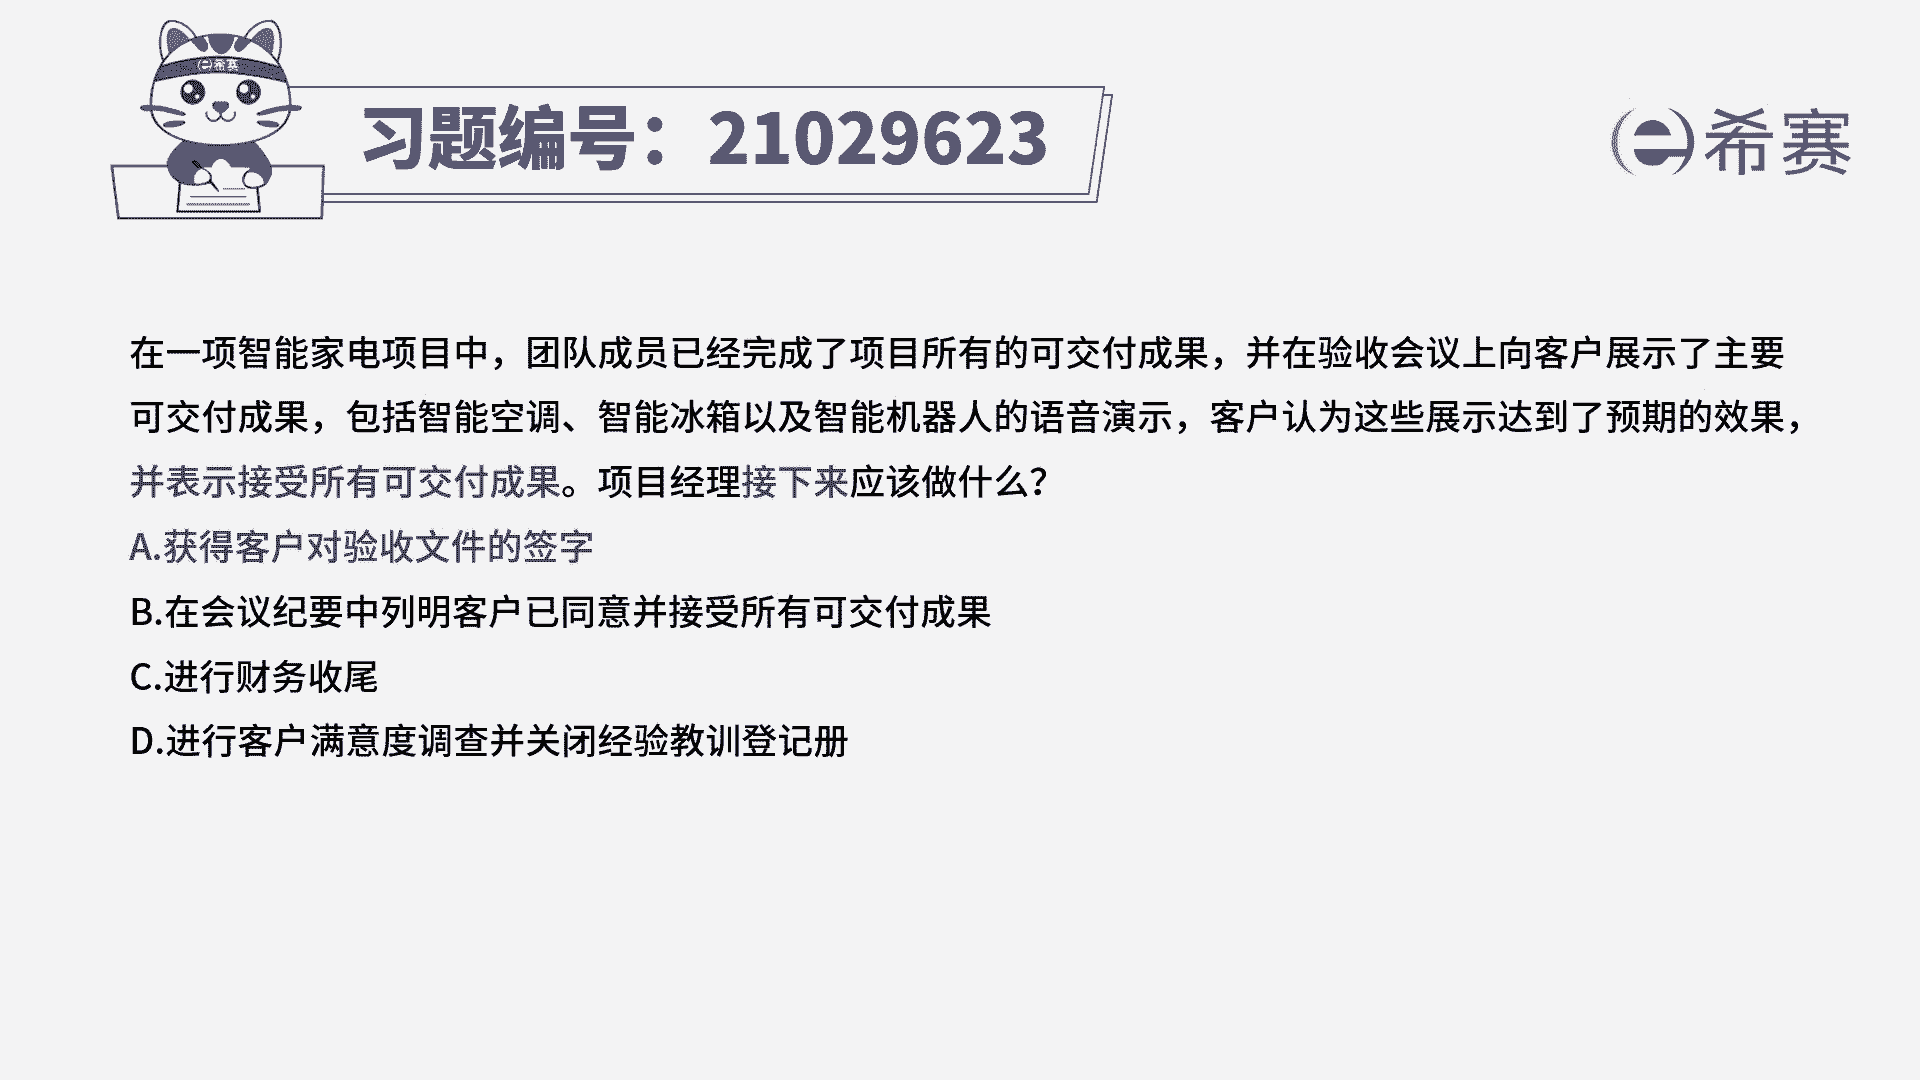 希赛
习题编号：21029623
希赛
在一项智能家电项目中，团队成员已经完成了项目所有的可交付成果，并在验收会议上向客户展示了主要
可交付成果，包括智能空调、智能冰箱以及智能机器人的语音演示，客户认为这些展示达到了预期的效果，
并表示接受所有可交付成果。项目经理接下来应该做什么？
A.获得客户对验收文件的签字
B.在会议纪要中列明客户已同意并接受所有可交付成果
C.进行财务收尾
D.进行客户满意度调查并关闭经验教训登记册